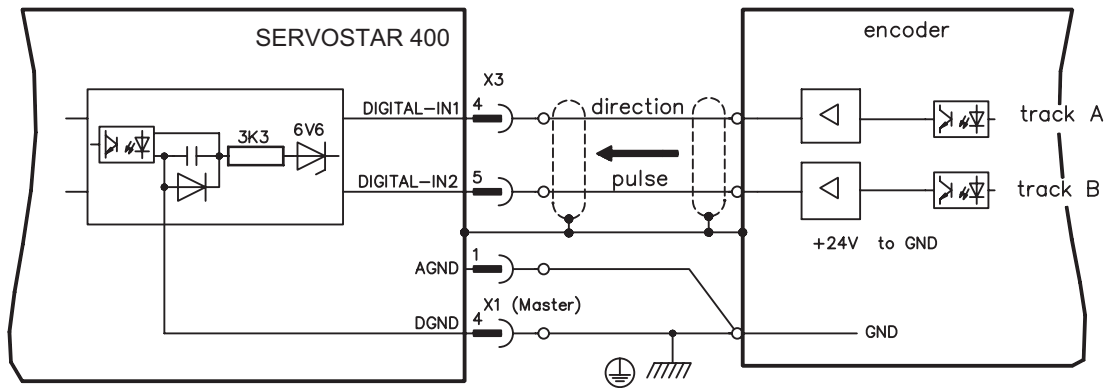 SERVOSTAR 400
encoder
X3
DIGITAL-IN1
4
direction
track A
3K3
6V6
pulse
DIGITAL-IN2
5
track B
+24V to GND
AGND
1
X1 (Master)
DGND
4
GND